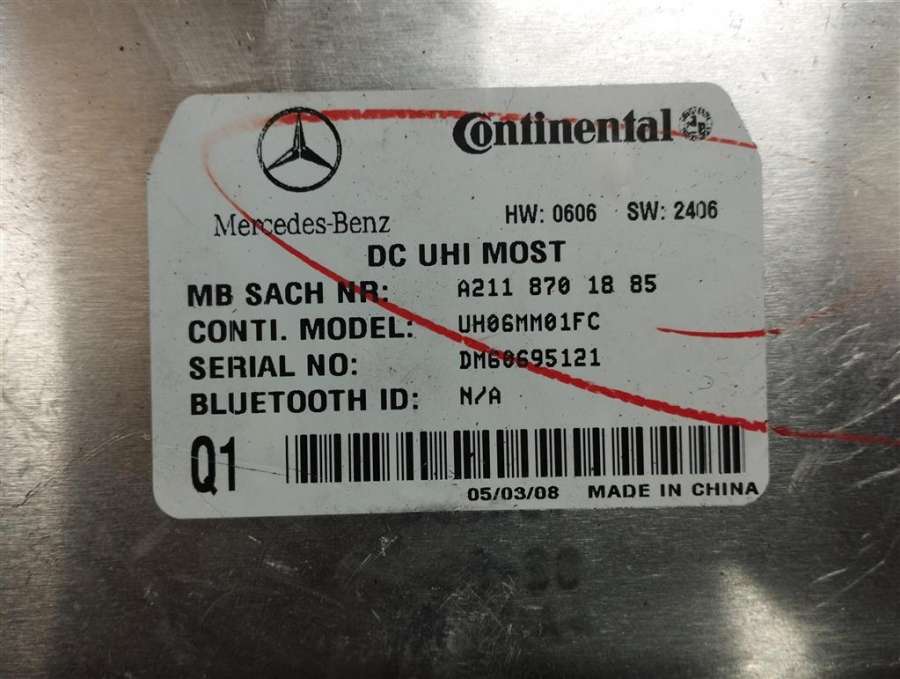 Continental
Mercedes-Benz
HW: 0606 SW: 2406
DC UHI MOST
MB SACH NR: A211 870 18 85
CONTI. MODEL: UH06MM01FC
SERIAL NO: DM60695121
BLUETOOTH ID: N/A
Q1
05/03/08 MADE IN CHINA